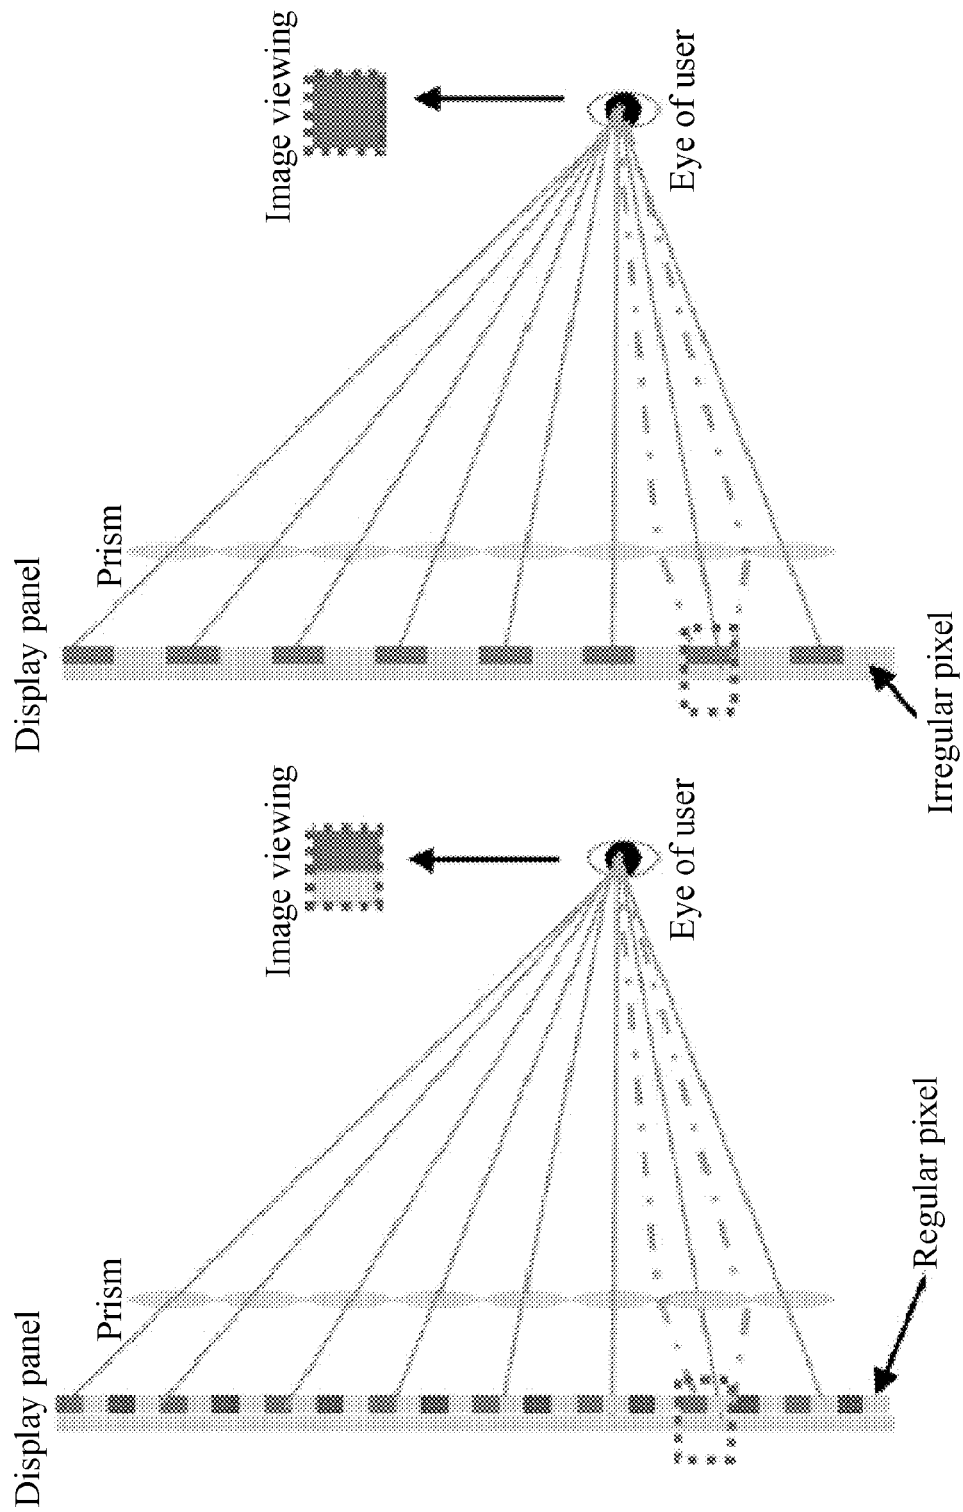 Display panel
Prism
Image viewing
Eye of user
Regular pixel
Display panel
Prism
Image viewing
Eye of user
Irregular pixel